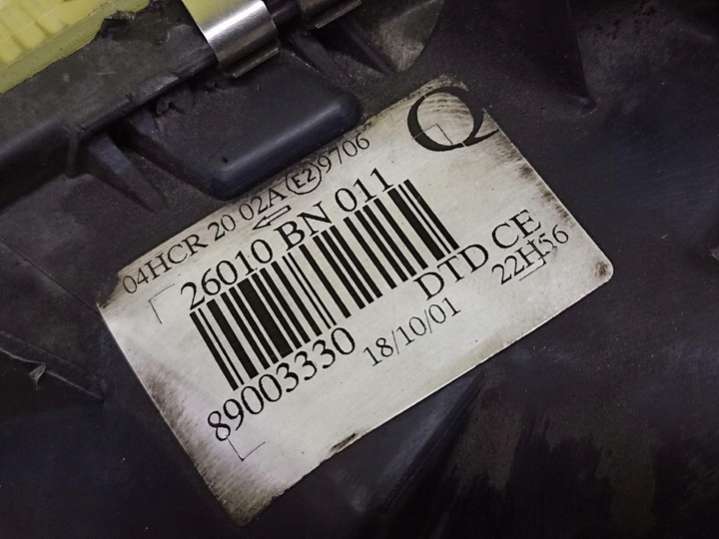 Q
04HCR 20 02A E2 9706
26010 BN 011
DTD CE
89003330 18/10/01 22H56